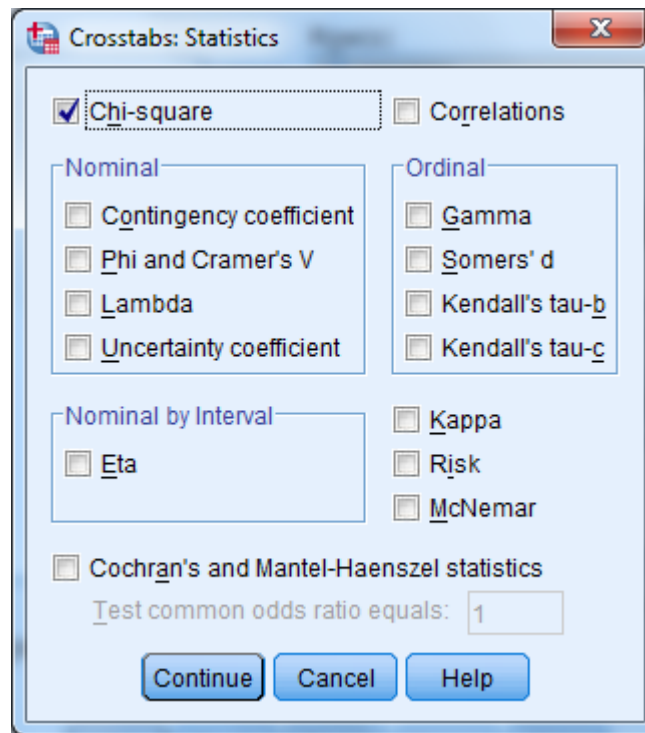 Crosstabs: Statistics
Chi-square
Correlations
Nominal
Contingency coefficient
Phi and Cramer's V
Lambda
Uncertainty coefficient
Ordinal
Gamma
Somers' d
Kendall's tau-b
Kendall's tau-c
Nominal by Interval
Eta
Kappa
Risk
McNemar
Cochran's and Mantel-Haenszel statistics
Test common odds ratio equals: 1
Continue Cancel Help